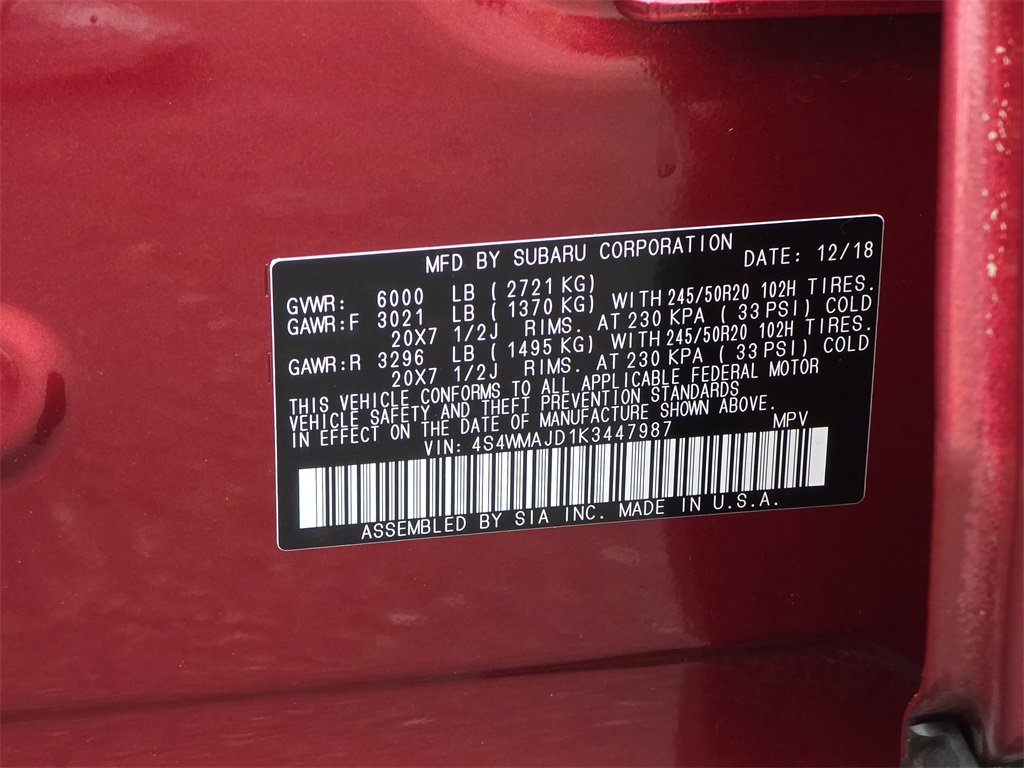 MFD BY SUBARU CORPORATION DATE: 12/18
GVWR: 6000 LB ( 2721 KG)
GAWR:F 3021 LB ( 1370 KG) WITH 245/50R20 102H TIRES.
20X7 1/2J RIMS. AT 230 KPA ( 33 PSI) COLD
GAWR:R 3296 LB ( 1495 KG) WITH 245/50R20 102H TIRES.
20X7 1/2J RIMS. AT 230 KPA ( 33 PSI) COLD
THIS VEHICLE CONFORMS TO ALL APPLICABLE FEDERAL MOTOR
VEHICLE SAFETY AND THEFT PREVENTION STANDARDS
IN EFFECT ON THE DATE OF MANUFACTURE SHOWN ABOVE.
VIN: 4S4WMAJD1K3447987 MPV
ASSEMBLED BY SIA INC. MADE IN U.S.A.